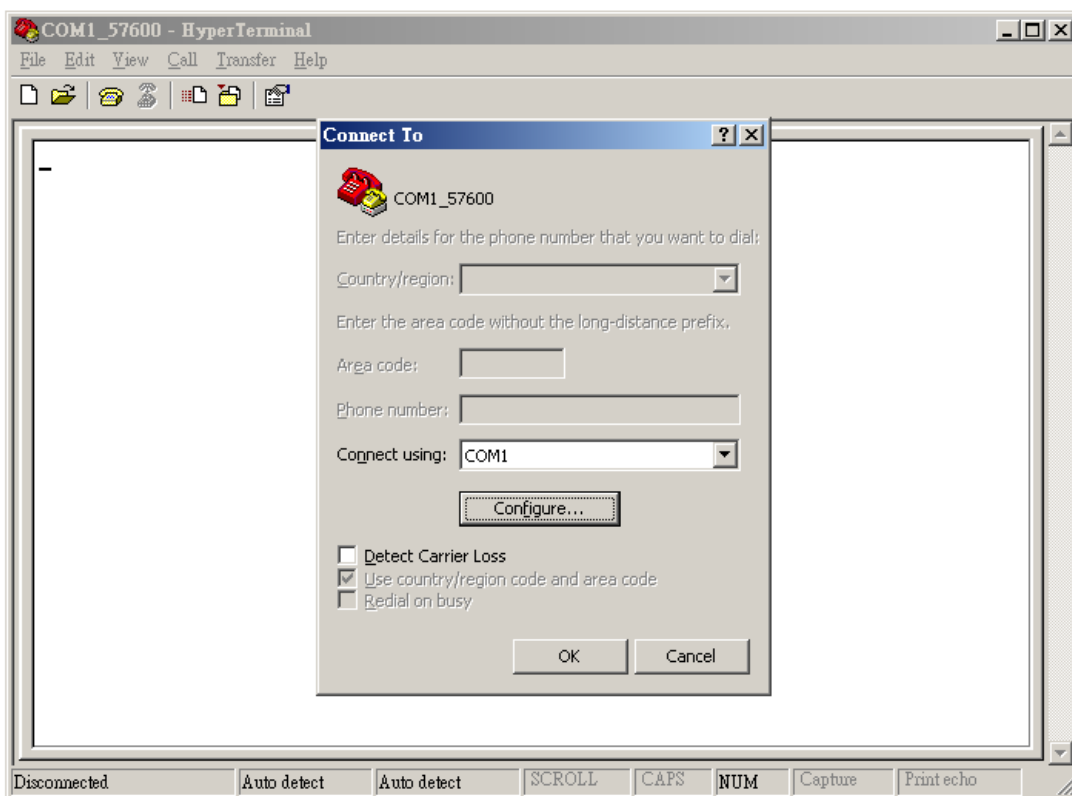 COM1_57600 - HyperTerminal
File Edit View Call Transfer Help
Connect To
COM1_57600
Enter details for the phone number that you want to dial:
Country/region:
Enter the area code without the long-distance prefix.
Area code:
Phone number:
Connect using: COM1
Configure...
Detect Carrier Loss
Use country/region code and area code
Redial on busy
OK Cancel
Disconnected Auto detect Auto detect SCROLL CAPS NUM Capture Print echo